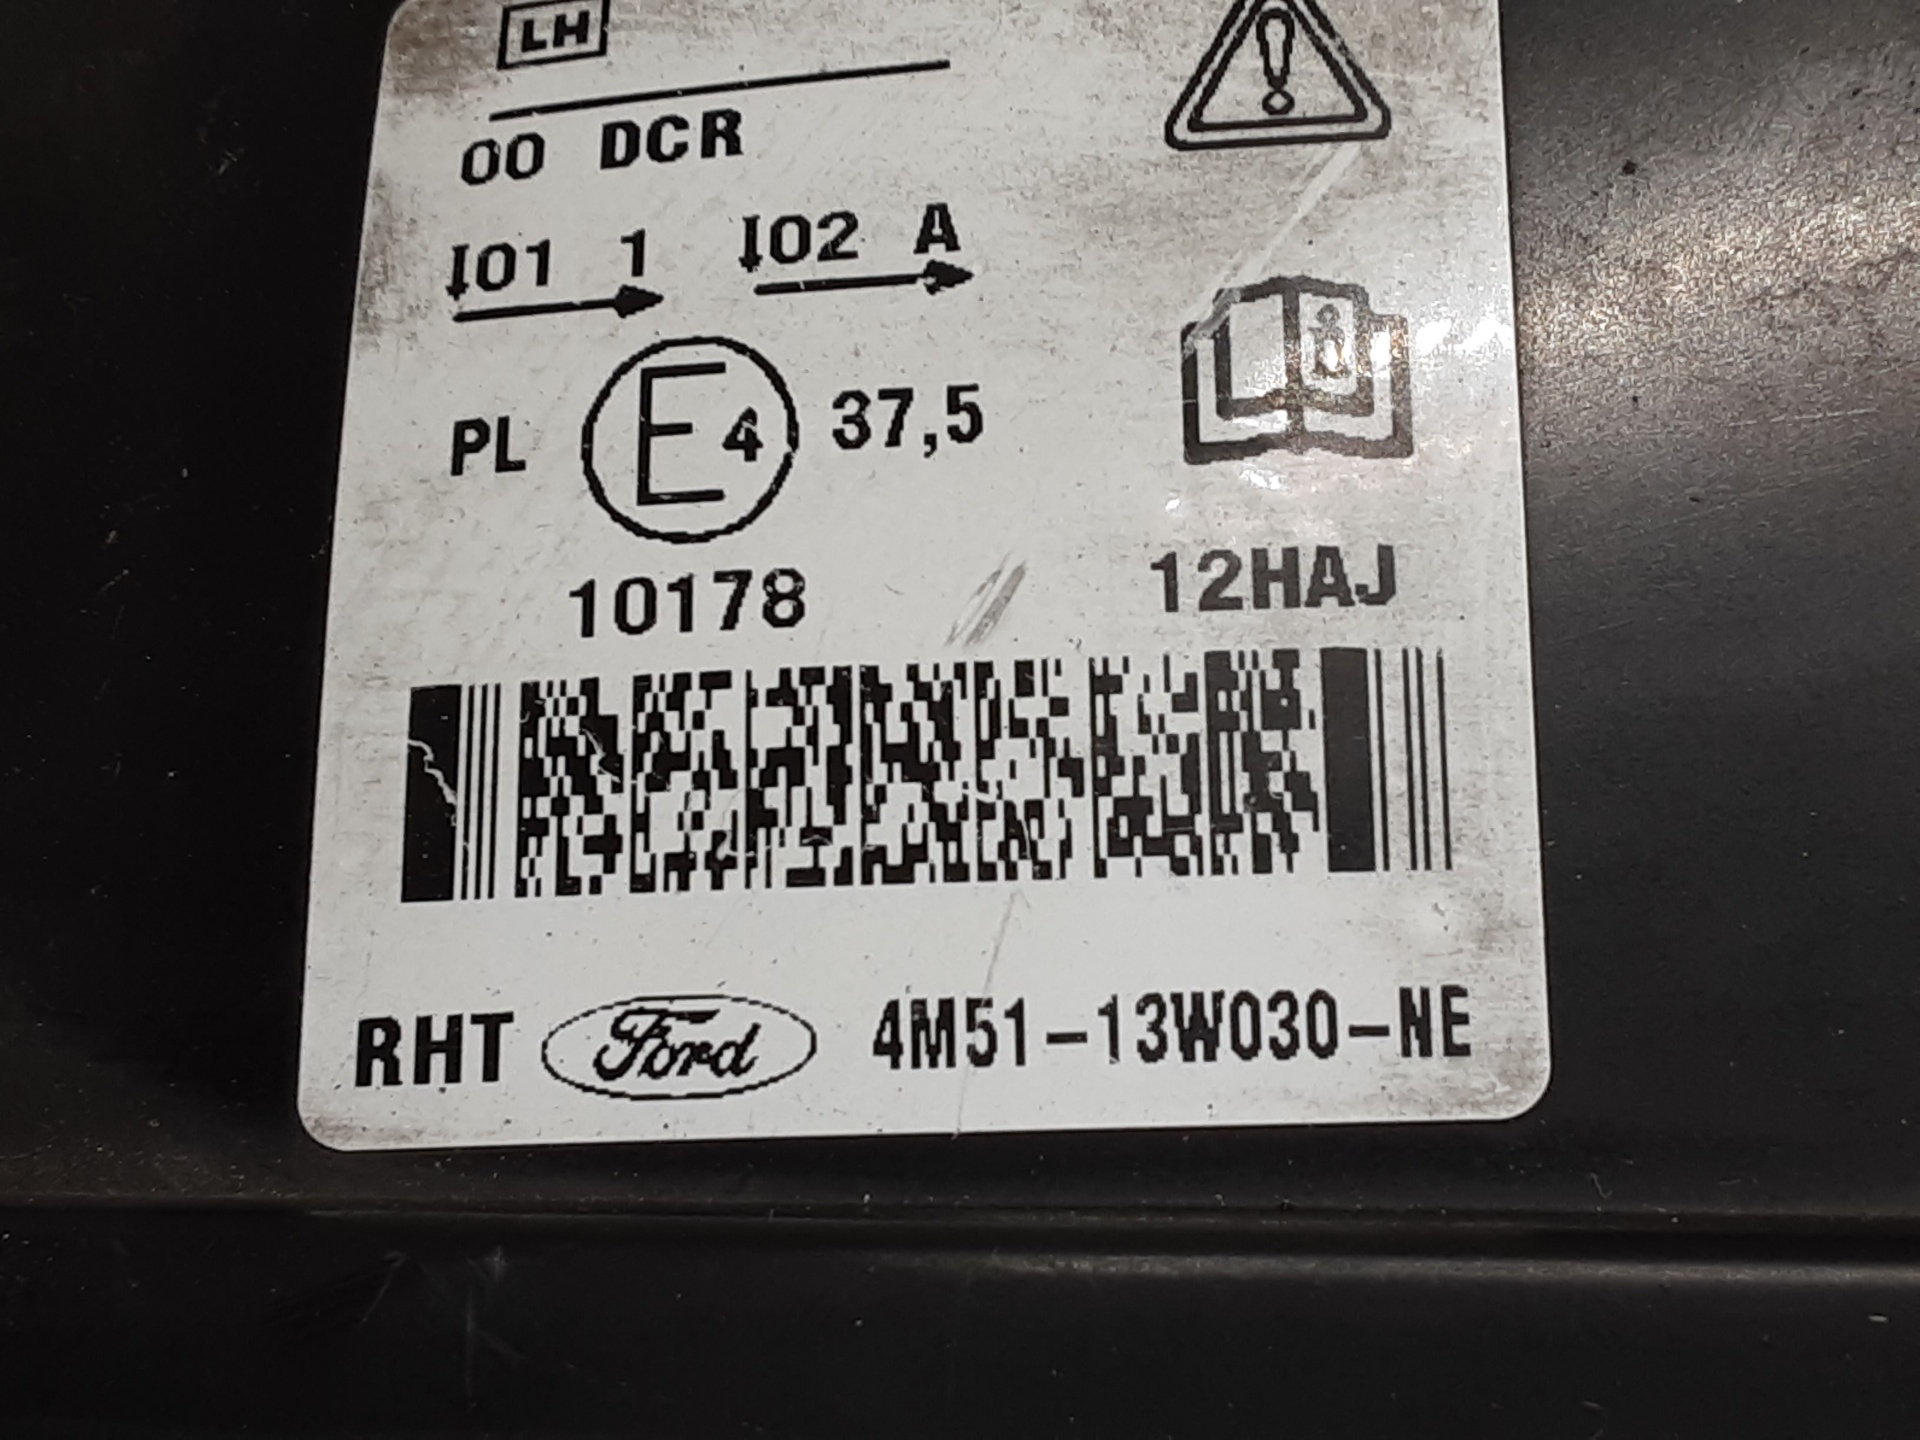 LH
00 DCR
I01 1 I02 A
PL E4 37,5
10178 12HAJ
RHT Ford 4M51-13W030-NE